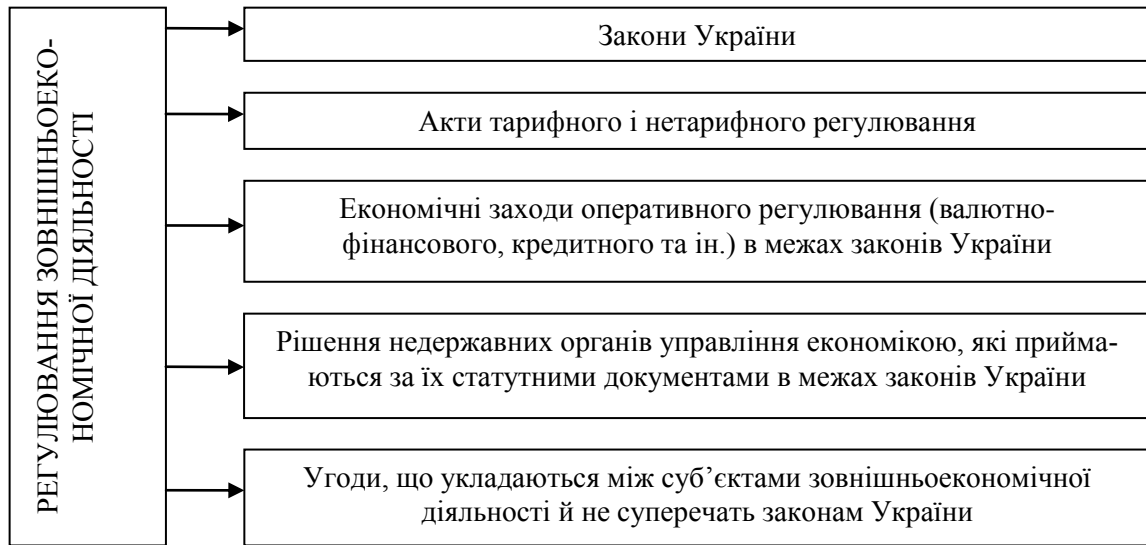 РЕГУЛЮВАННЯ ЗОВНІШНЬОЕКО-
НОМІЧНОЇ ДІЯЛЬНОСТІ
Закони України
Акти тарифного і нетарифного регулювання
Економічні заходи оперативного регулювання (валютно-
фінансового, кредитного та ін.) в межах законів України
Рішення недержавних органів управління економікою, які прийма-
ються за їх статутними документами в межах законів України
Угоди, що укладаються між суб’єктами зовнішньоекономічної
діяльності й не суперечать законам України